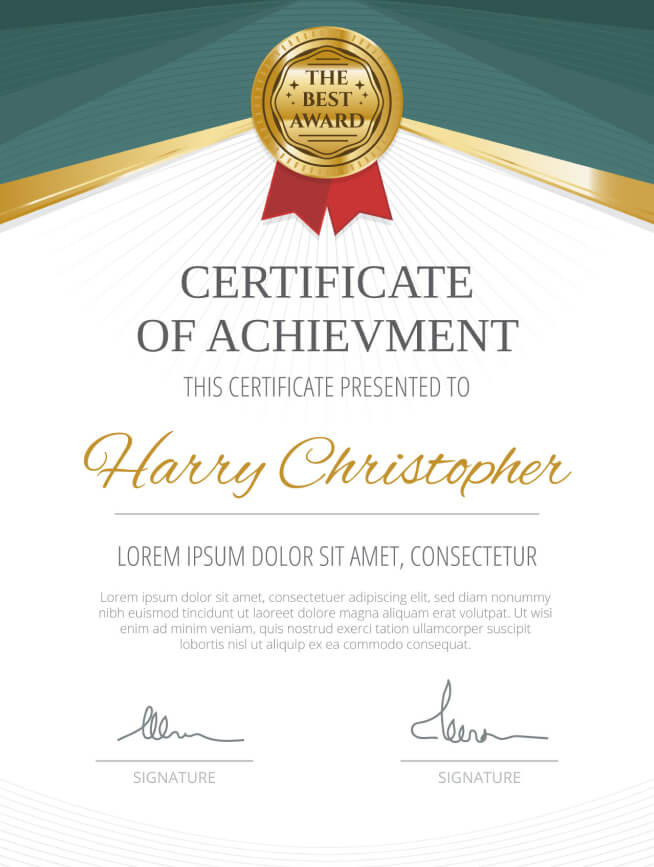 THE
BEST
AWARD
CERTIFICATE
OF ACHIEVMENT
THIS CERTIFICATE PRESENTED TO
Harry Christopher
LOREM IPSUM DOLOR SIT AMET, CONSECTETUR
Lorem ipsum dolor sit amet, consectetuer adipiscing elit, sed diam nonummy
nibh euismod tincidunt ut laoreet dolore magna aliquam erat volutpat. Ut wisi
enim ad minim veniam, quis nostrud exerci tation ullamcorper suscipit
lobortis nisl ut aliquip ex ea commodo consequat.
SIGNATURE
SIGNATURE